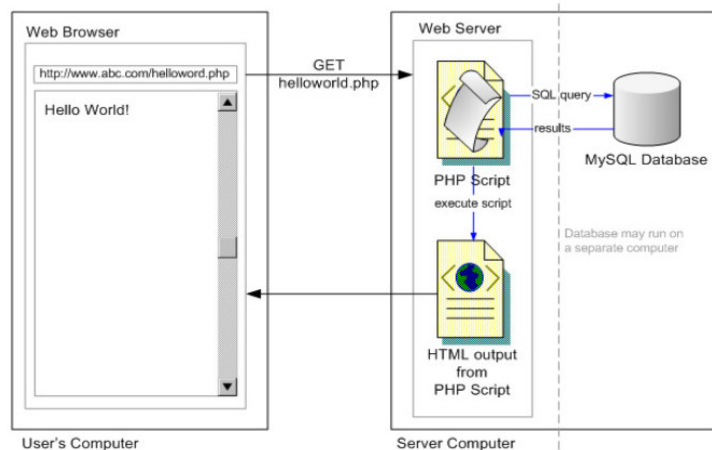 Web Browser
http://www.abc.com/helloword.php
Hello World!
User's Computer
GET
helloworld.php
Web Server
PHP Script
SQL query
results
MySQL Database
execute script
Database may run on
a separate computer
HTML output
from
PHP Script
Server Computer